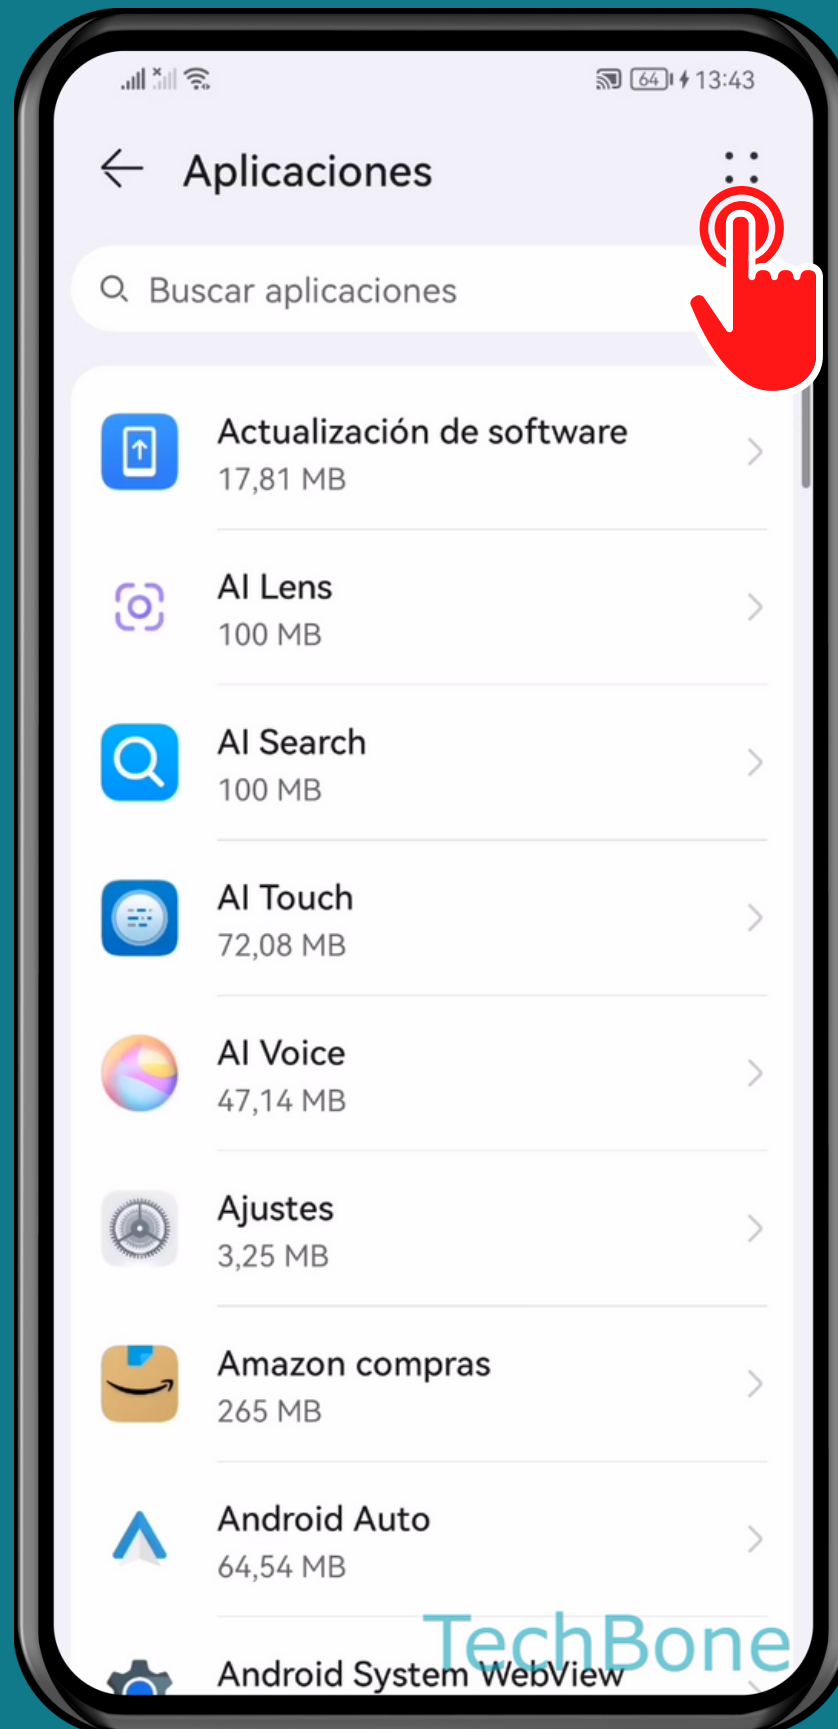 64 13:43
Aplicaciones
Buscar aplicaciones
Actualización de software
17,81 MB
AI Lens
100 MB
AI Search
100 MB
AI Touch
72,08 MB
AI Voice
47,14 MB
Ajustes
3,25 MB
Amazon compras
265 MB
Android Auto
64,54 MB
Android System WebView
TechBone